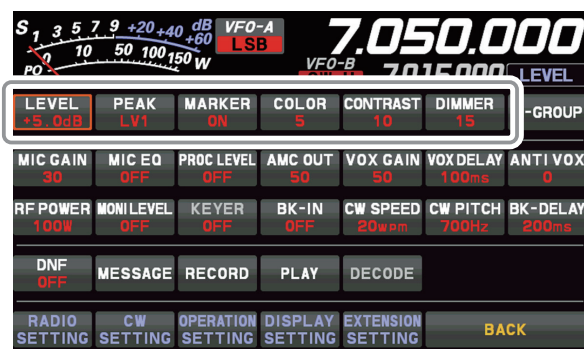 S 1 3 5 7 9 +20 +40 +60 dB VFO-A 7.050.000
LSB
PO 0 10 50 100 150 W VFO-B 7.015.000 LEVEL
LEVEL PEAK MARKER COLOR CONTRAST DIMMER -GROUP
+5.0dB LV1 ON 5 10 15
MIC GAIN MIC EQ PROC LEVEL AMC OUT VOX GAIN VOX DELAY ANTI VOX
30 OFF OFF 50 50 100ms 0
RF POWER MONI LEVEL KEYER BK-IN CW SPEED CW PITCH BK-DELAY
100W OFF OFF OFF 20wpm 700Hz 200ms
DNF MESSAGE RECORD PLAY DECODE
OFF
RADIO CW OPERATION DISPLAY EXTENSION BACK
SETTING SETTING SETTING SETTING SETTING